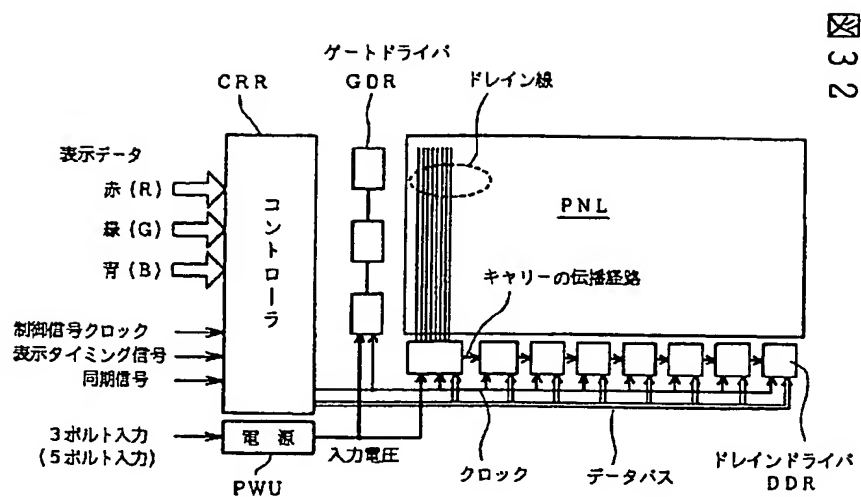 図32
ゲートドライバ
CRR
GDR
ドレイン線
表示データ
赤(R)
緑(G)
青(B)
コントローラ
PNL
キャリーの伝播経路
制御信号クロック
表示タイミング信号
同期信号
3ボルト入力
(5ボルト入力)
電源
PWU
入力電圧
クロック
データバス
ドレインドライバ
DDR